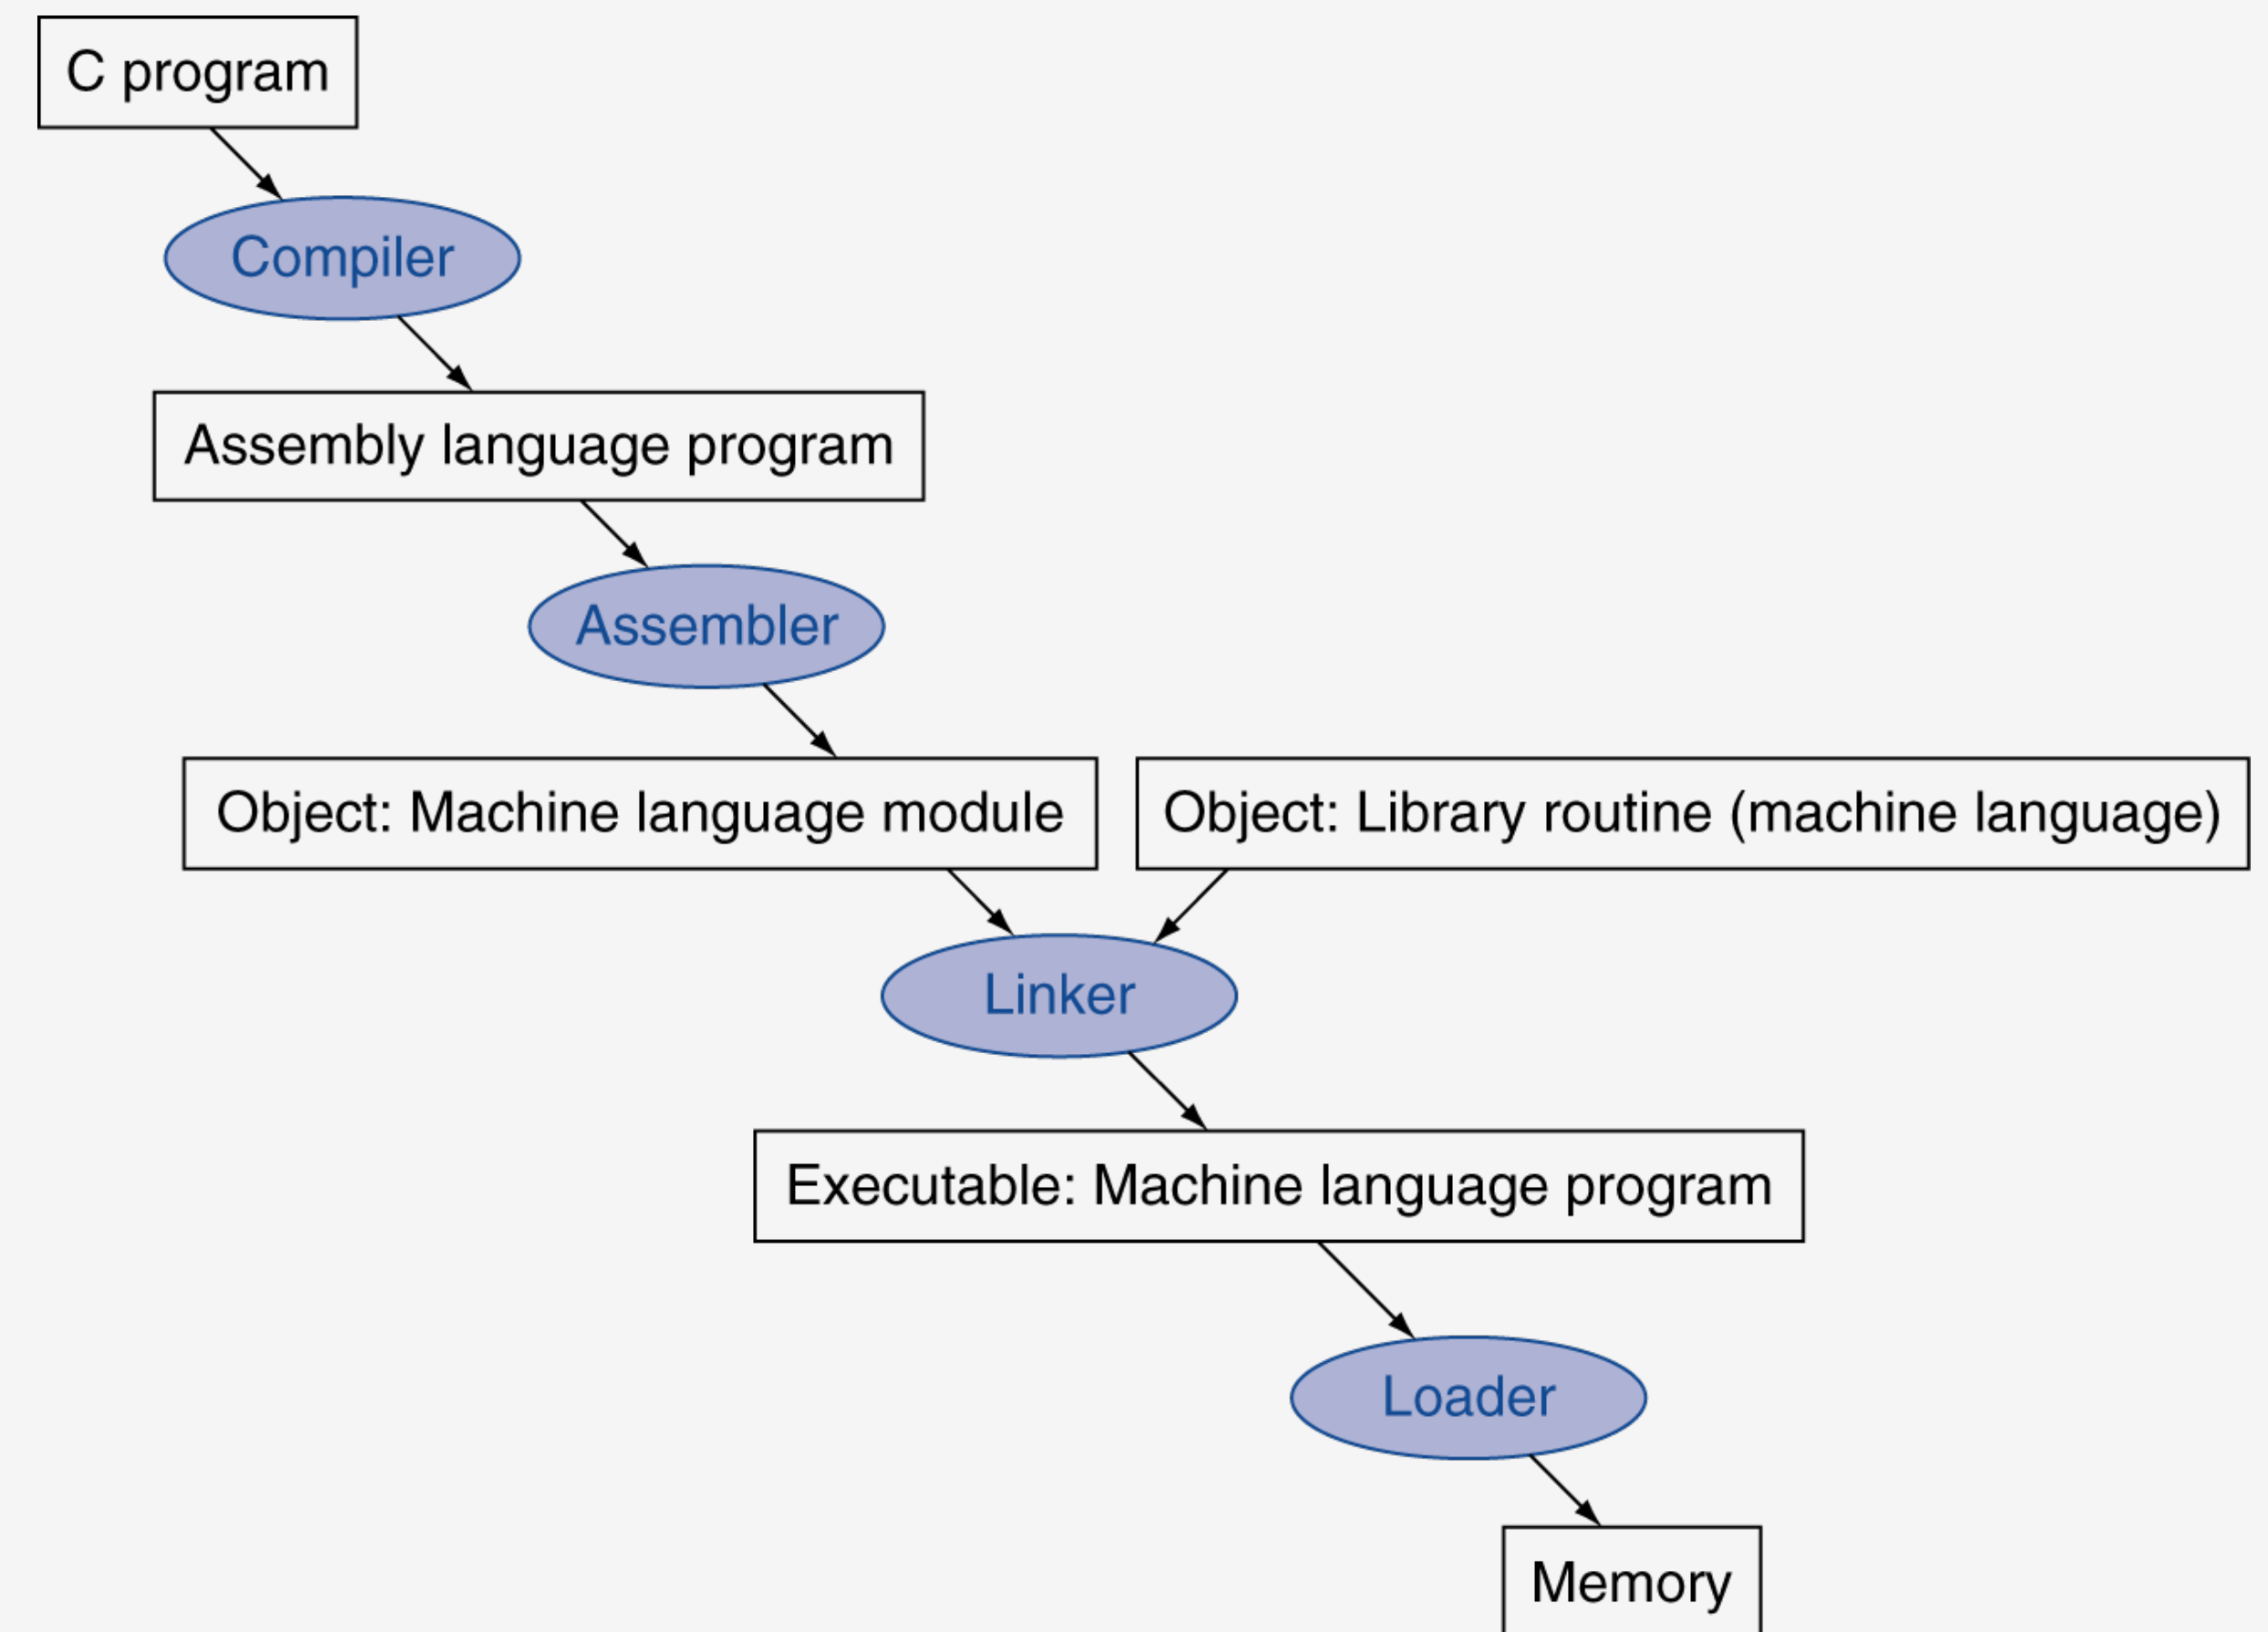 C program
Compiler
Assembly language program
Assembler
Object: Machine language module
Object: Library routine (machine language)
Linker
Executable: Machine language program
Loader
Memory